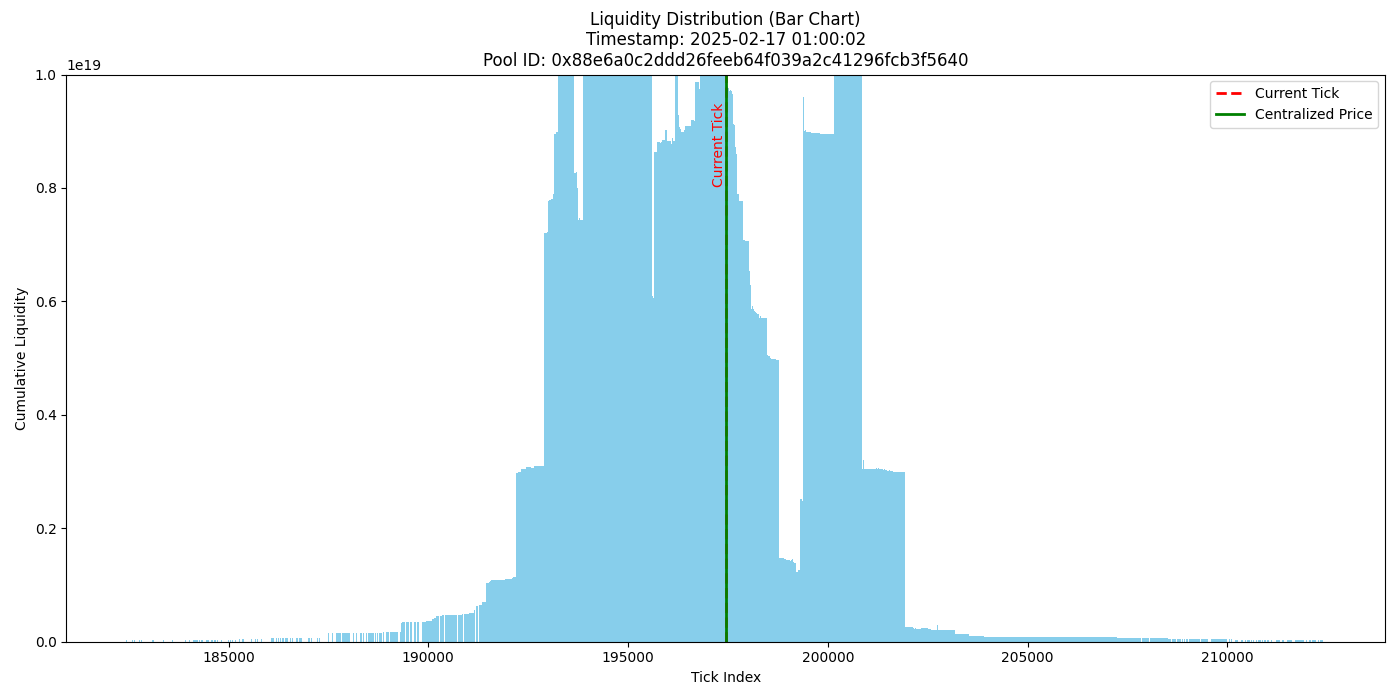 Liquidity Distribution (Bar Chart)
Timestamp: 2025-02-17 01:00:02
Pool ID: 0x88e6a0c2ddd26feeb64f039a2c41296fcb3f5640
1e19
1.0
0.8
0.6
0.4
0.2
0.0
Cumulative Liquidity
Current Tick
Current Tick
Centralized Price
185000
190000
195000
200000
205000
210000
Tick Index